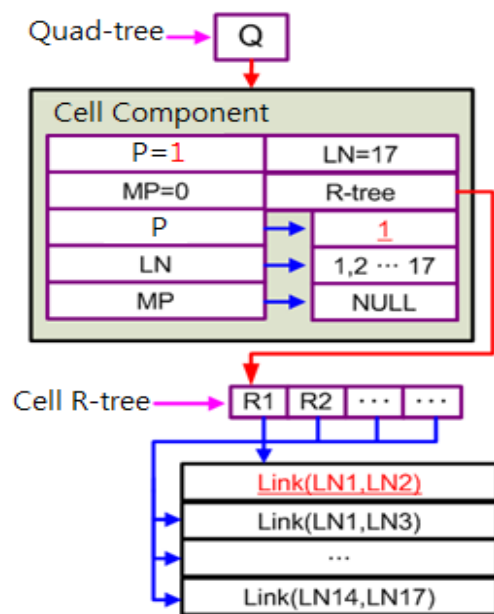 Quad-tree
Q
Cell Component
P=1 LN=17
MP=0 R-tree
P 1
LN 1,2 ··· 17
MP NULL
Cell R-tree R1 R2 ··· ···
Link(LN1,LN2)
Link(LN1,LN3)
···
Link(LN14,LN17)